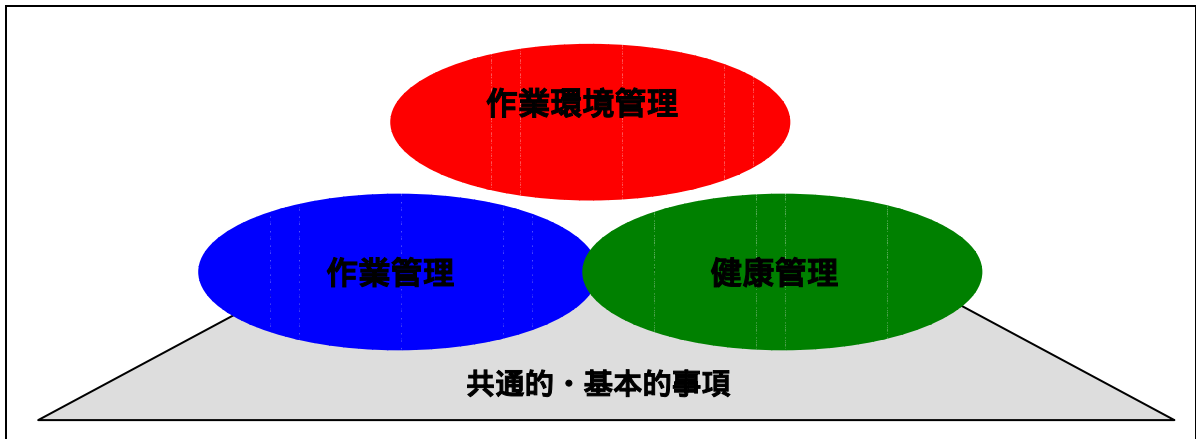 作業環境管理
作業管理
健康管理
共通的・基本的事項